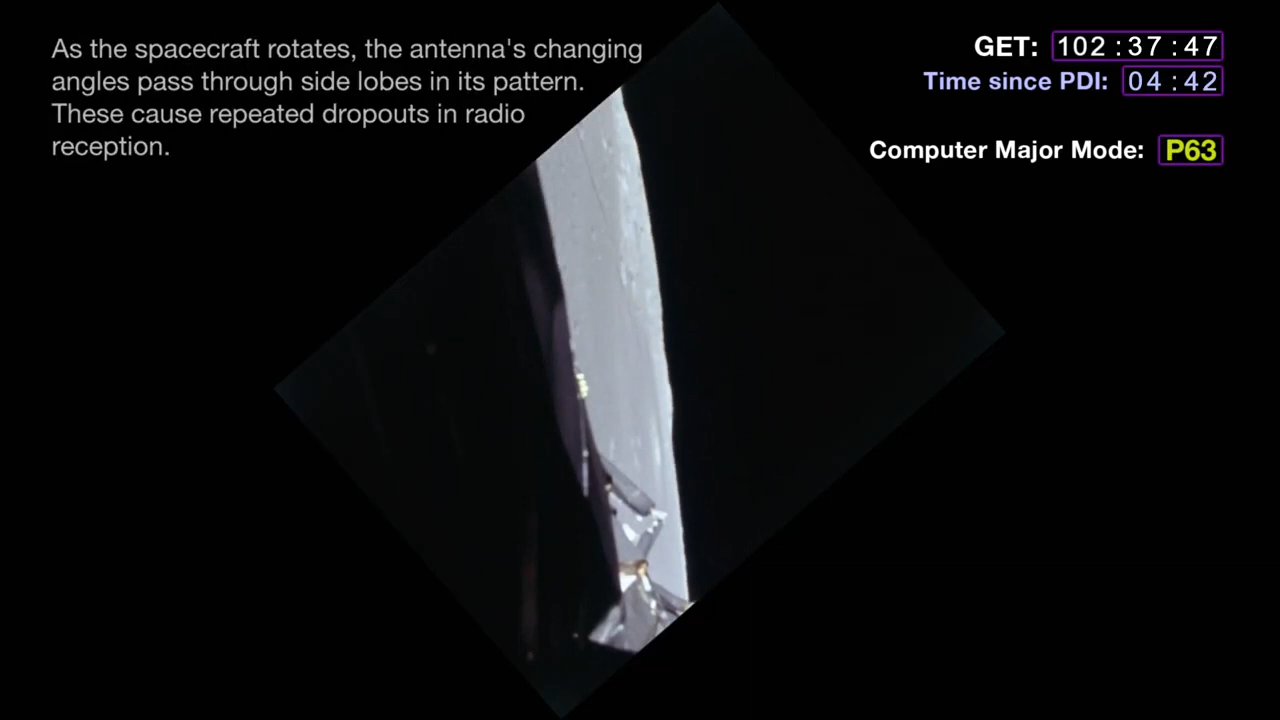 As the spacecraft rotates, the antenna's changing
angles pass through side lobes in its pattern.
These cause repeated dropouts in radio
reception.
GET: 102:37:47
Time since PDI: 04:42
Computer Major Mode: P63